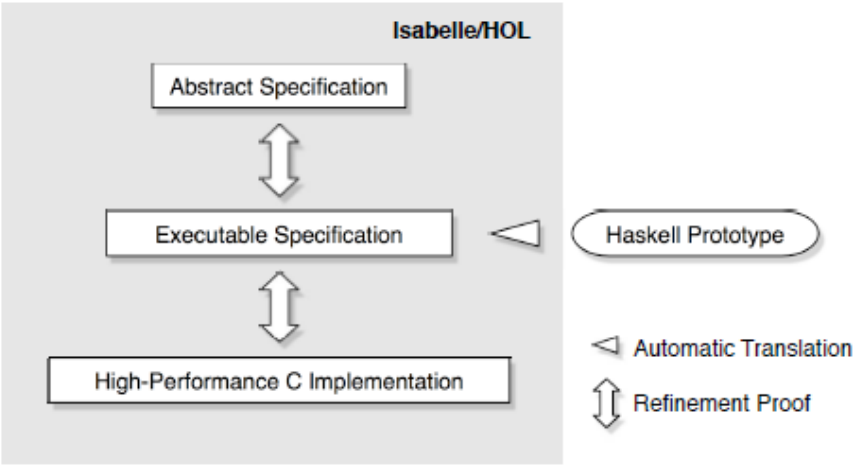 Isabelle/HOL
Abstract Specification
Executable Specification
Haskell Prototype
High-Performance C Implementation
Automatic Translation
Refinement Proof